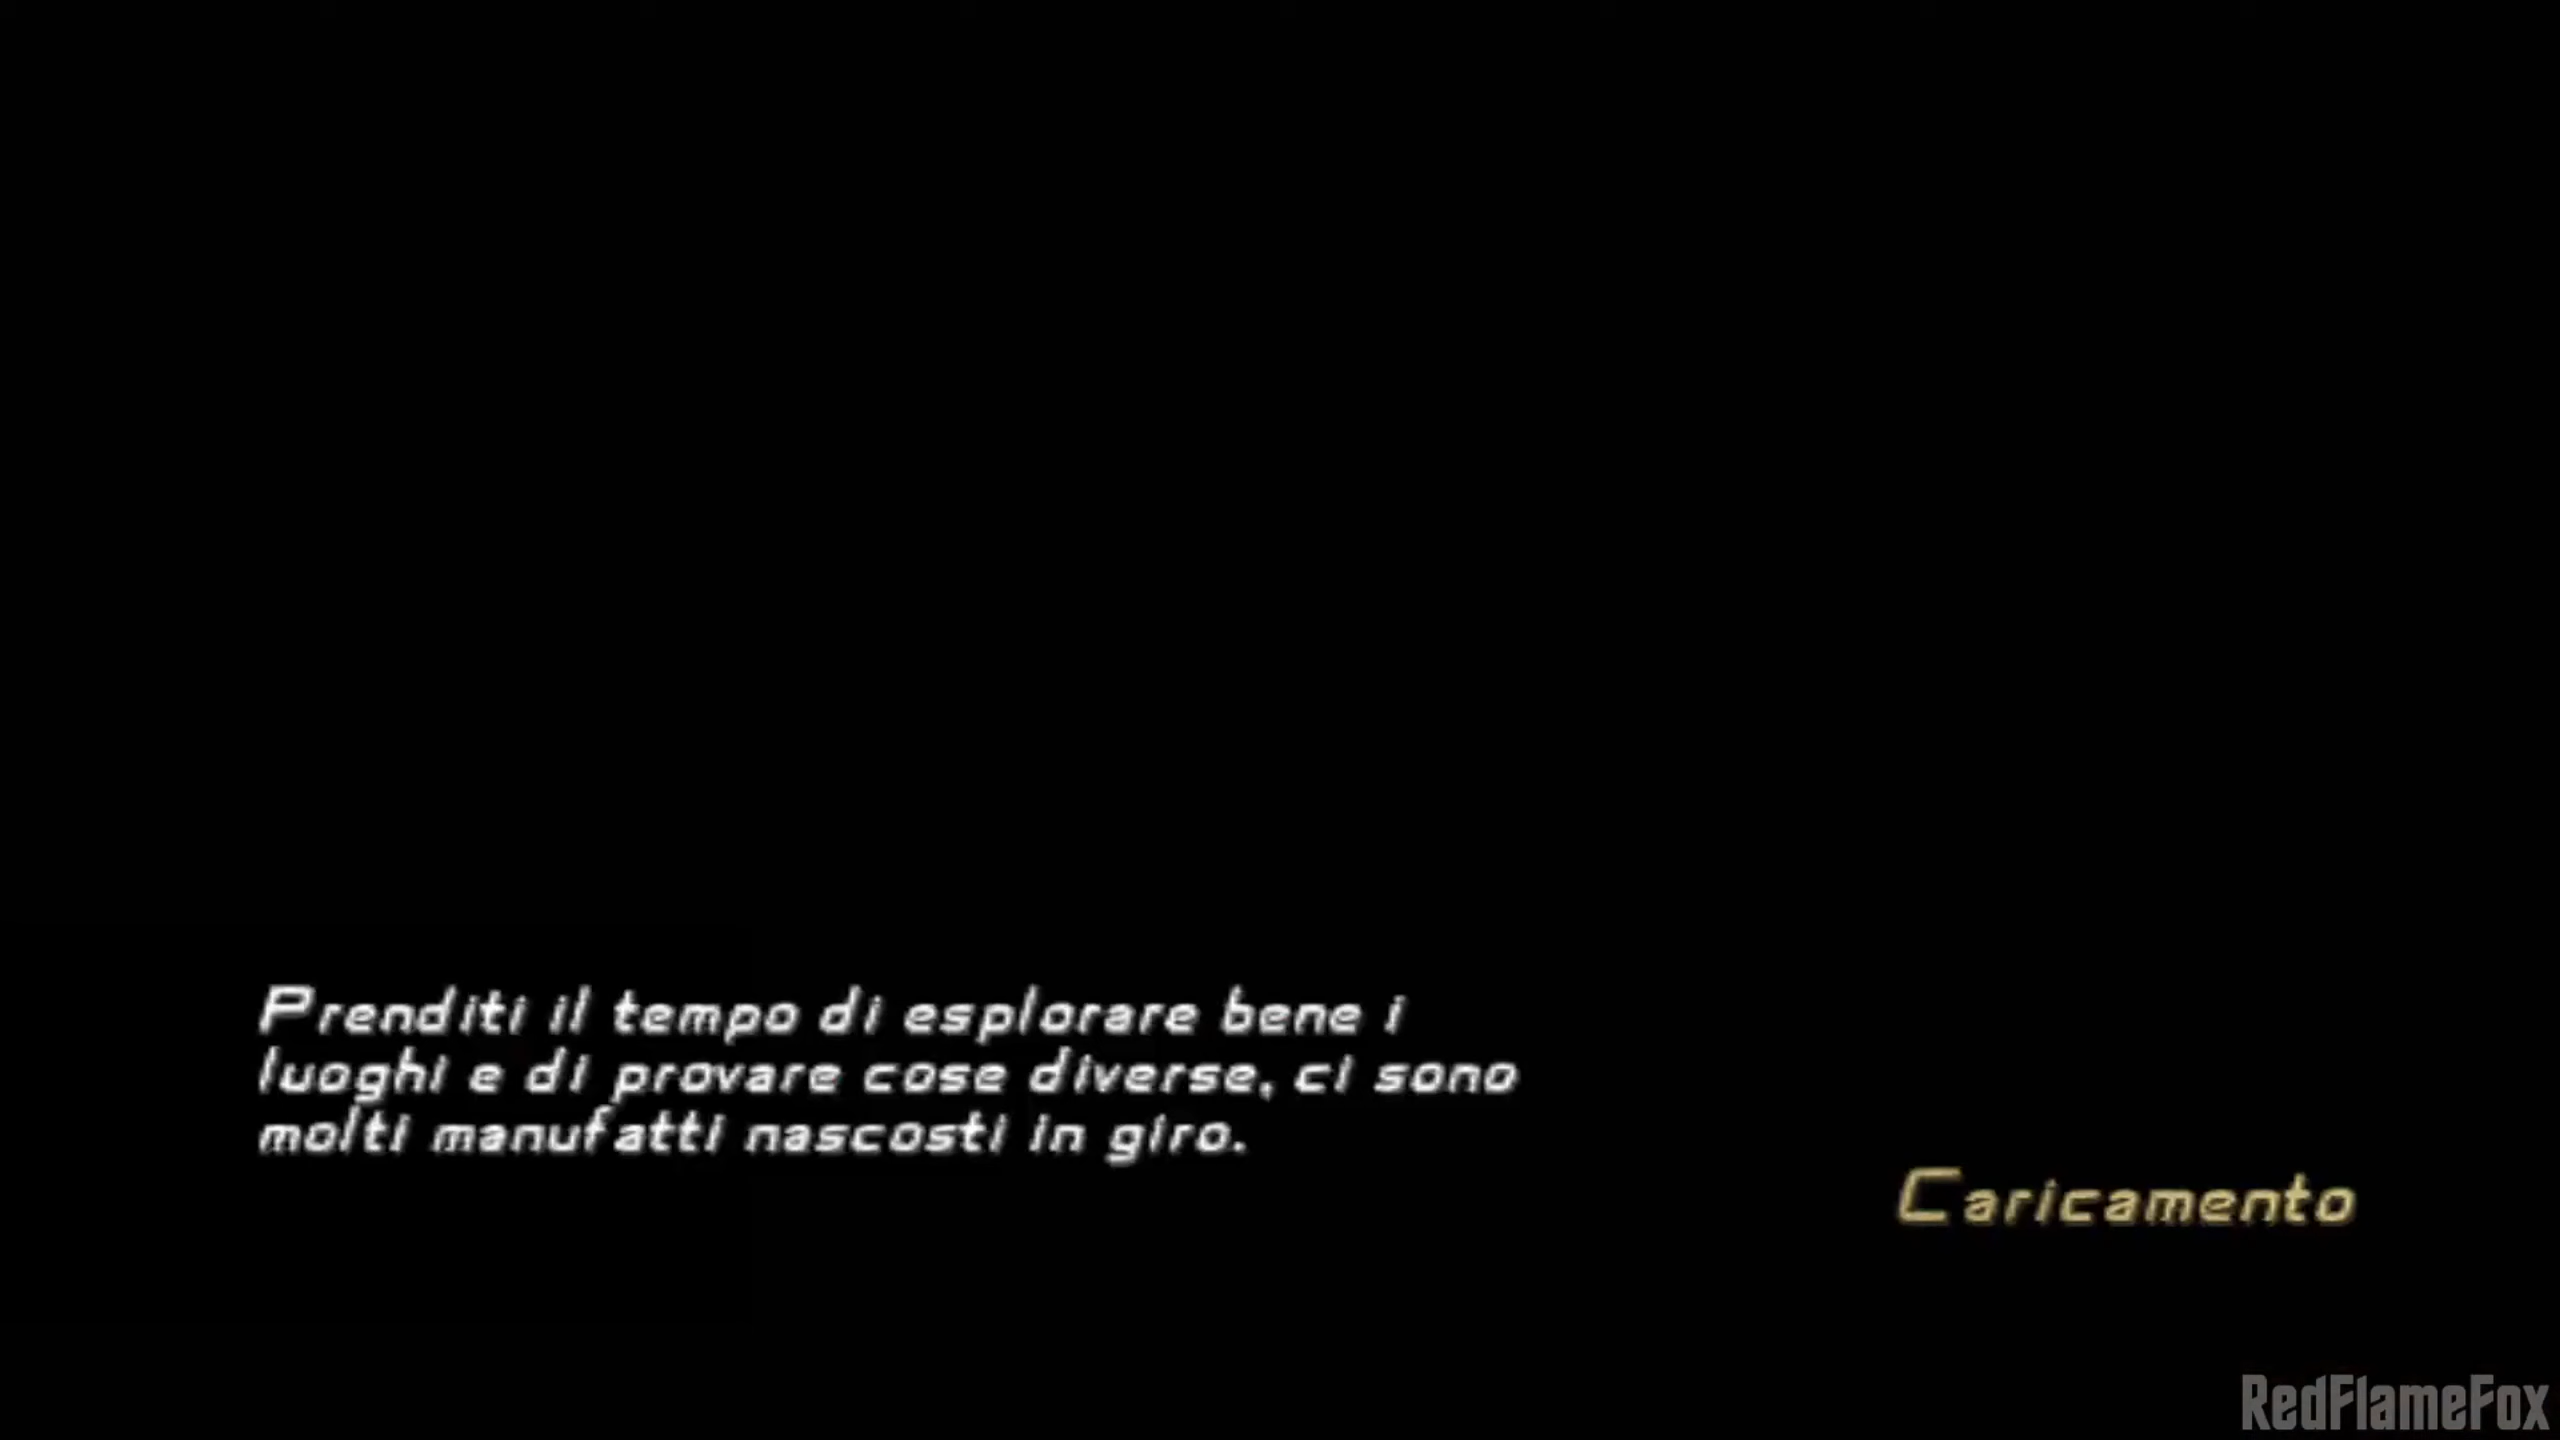 Prenditi il tempo di esplorare bene i
luoghi e di provare cose diverse, ci sono
molti manufatti nascosti in giro.
Caricamento
RedFlameFox